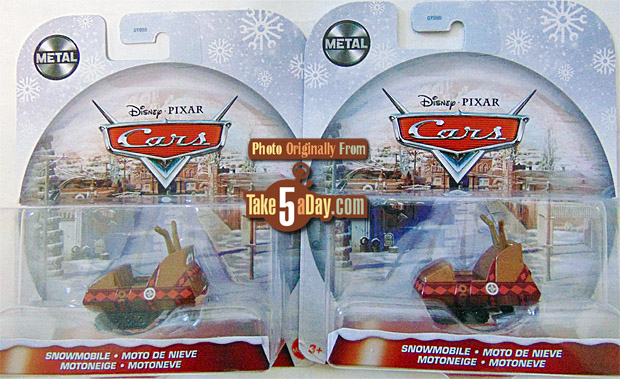 METAL
DISNEY · PIXAR
Cars
SNOWMOBILE • MOTO DE NIEVE
MOTONEIGE • MOTONEVE
3+
METAL
DISNEY · PIXAR
Cars
SNOWMOBILE • MOTO DE NIEVE
MOTONEIGE • MOTONEVE
Photo Originally From
Take5aDay.com